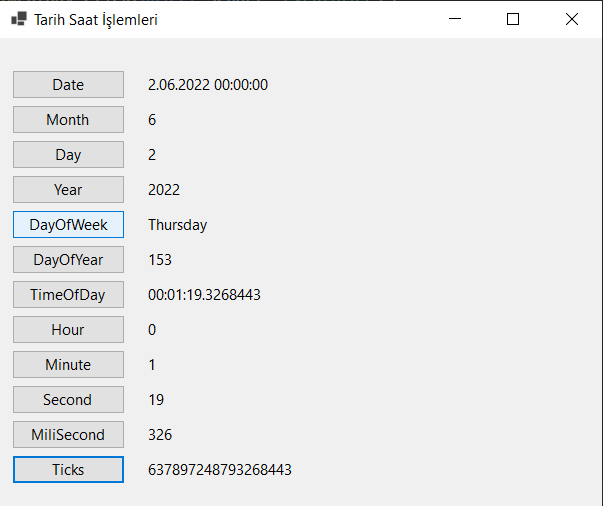 Tarih Saat İşlemleri
Date 2.06.2022 00:00:00
Month 6
Day 2
Year 2022
DayOfWeek Thursday
DayOfYear 153
TimeOfDay 00:01:19.3268443
Hour 0
Minute 1
Second 19
MiliSecond 326
Ticks 637897248793268443